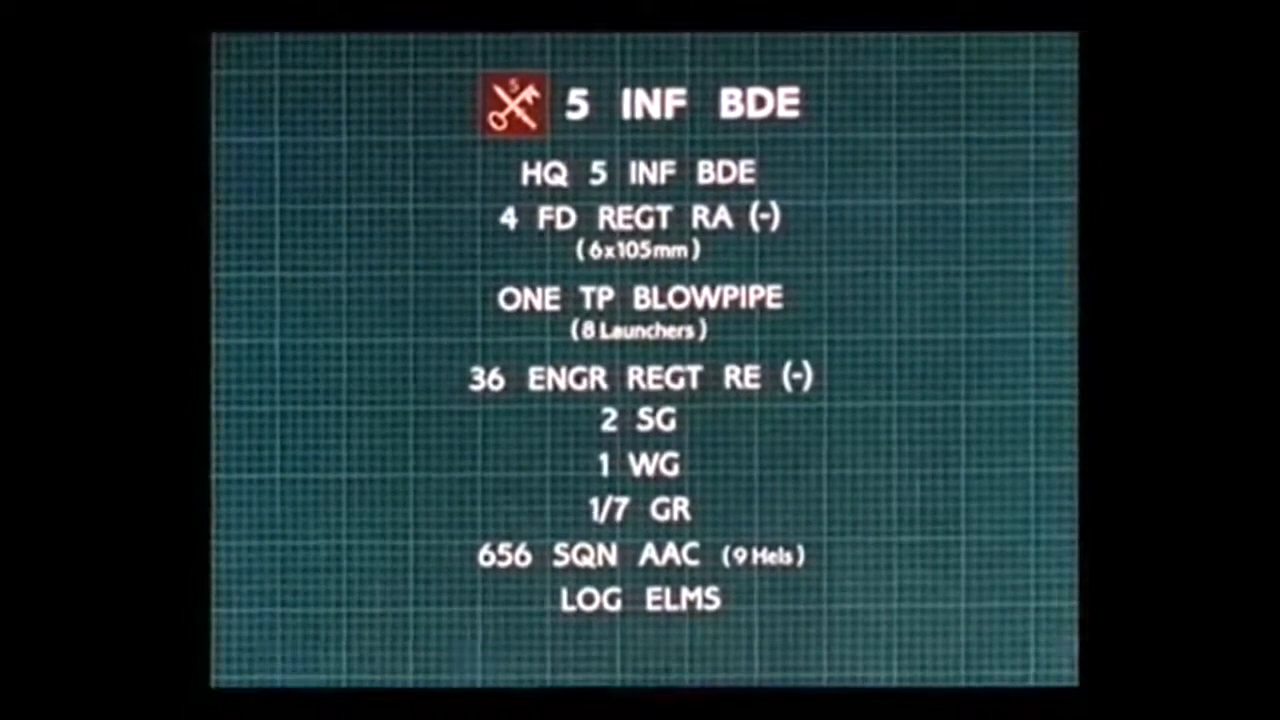 5
5 INF BDE
HQ 5 INF BDE
4 FD REGT RA (-)
(6x105mm)
ONE TP BLOWPIPE
(8 Launchers)
36 ENGR REGT RE (-)
2 SG
1 WG
1/7 GR
656 SQN AAC (9 Hels)
LOG ELMS